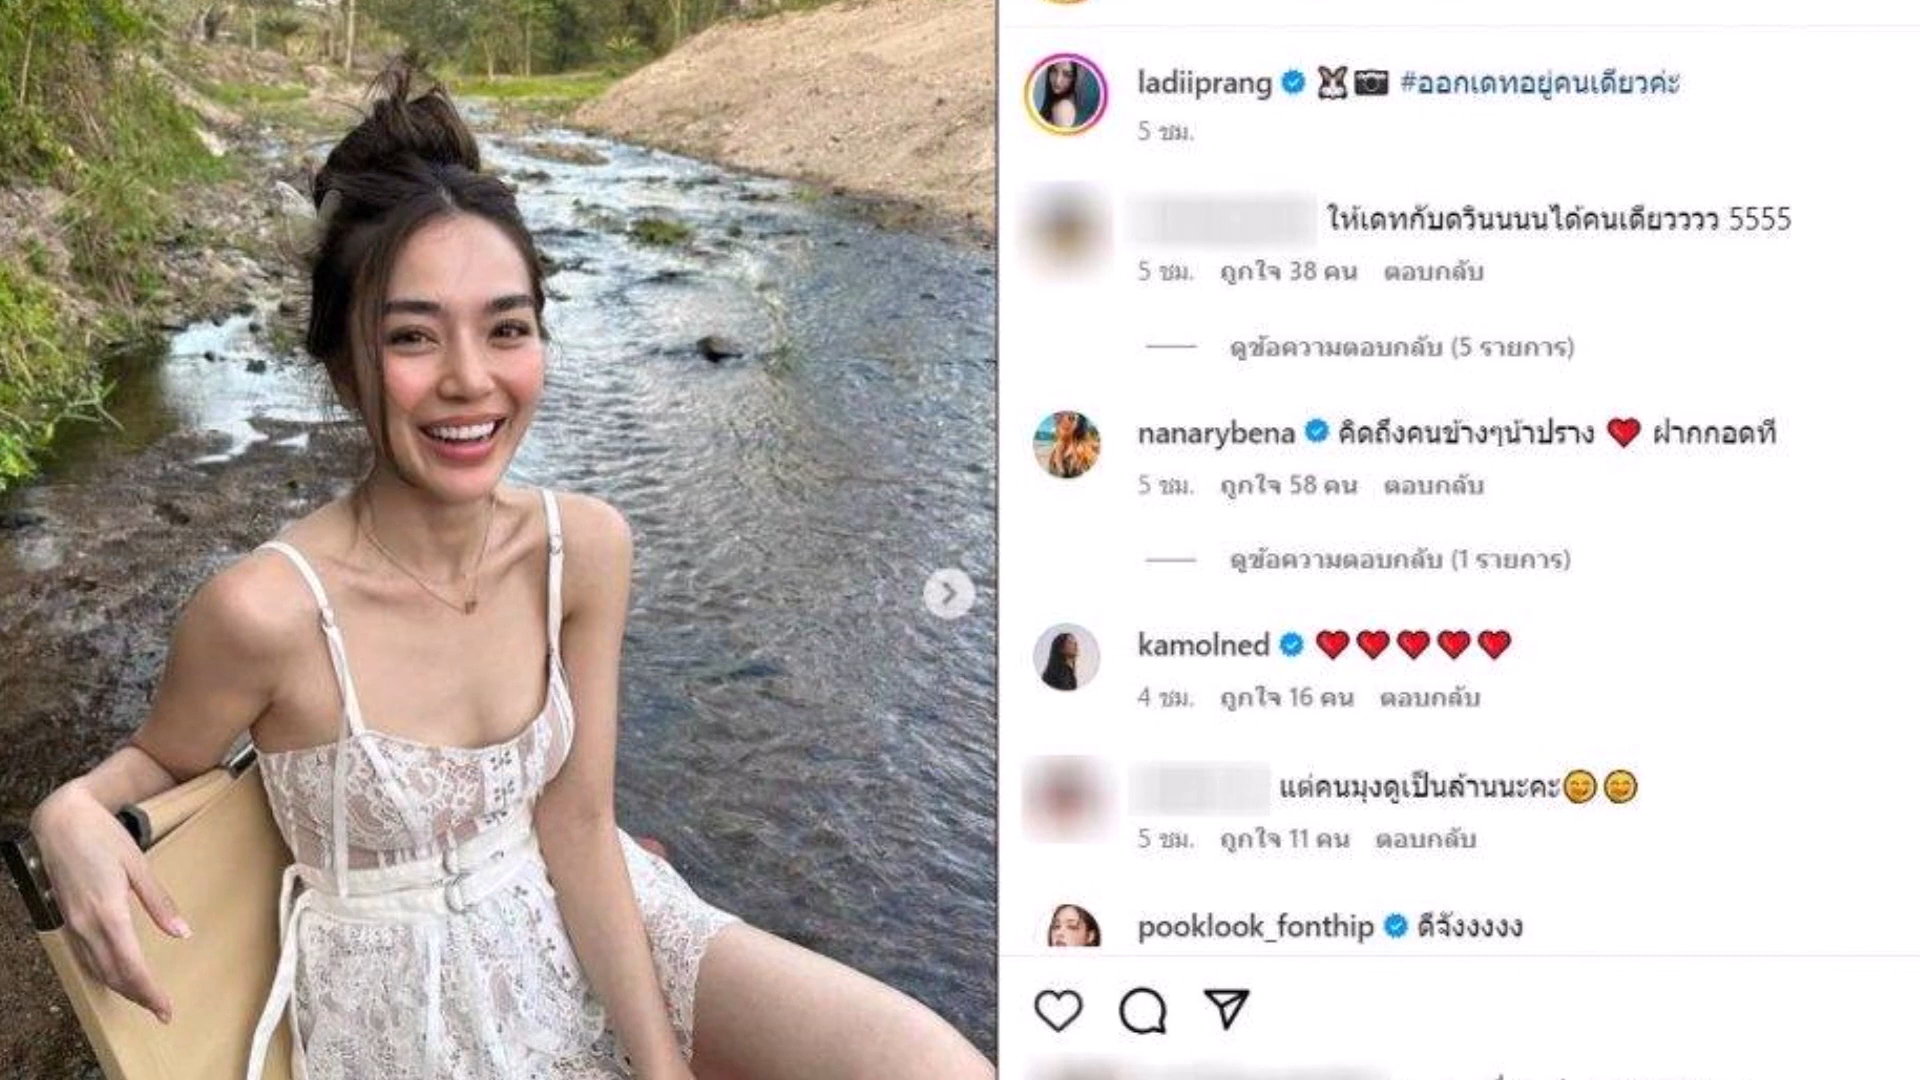 ladiiprang #ออกเดทอยู่คนเดียวค่ะ
5 ชม.
ให้เดทกับดวินนนนได้คนเดียวววว 5555
5 ชม. ถูกใจ 38 คน ตอบกลับ
ดูข้อความตอบกลับ (5 รายการ)
nanarybena คิดถึงคนข้างๆน้าปราง ❤️ ฝากกอดที
5 ชม. ถูกใจ 58 คน ตอบกลับ
ดูข้อความตอบกลับ (1 รายการ)
kamolned ❤️❤️❤️❤️❤️
4 ชม. ถูกใจ 16 คน ตอบกลับ
แต่คนมุงดูเป็นล้านนะคะ😊😊
5 ชม. ถูกใจ 11 คน ตอบกลับ
pooklook_fonthip ดีจังงงงง